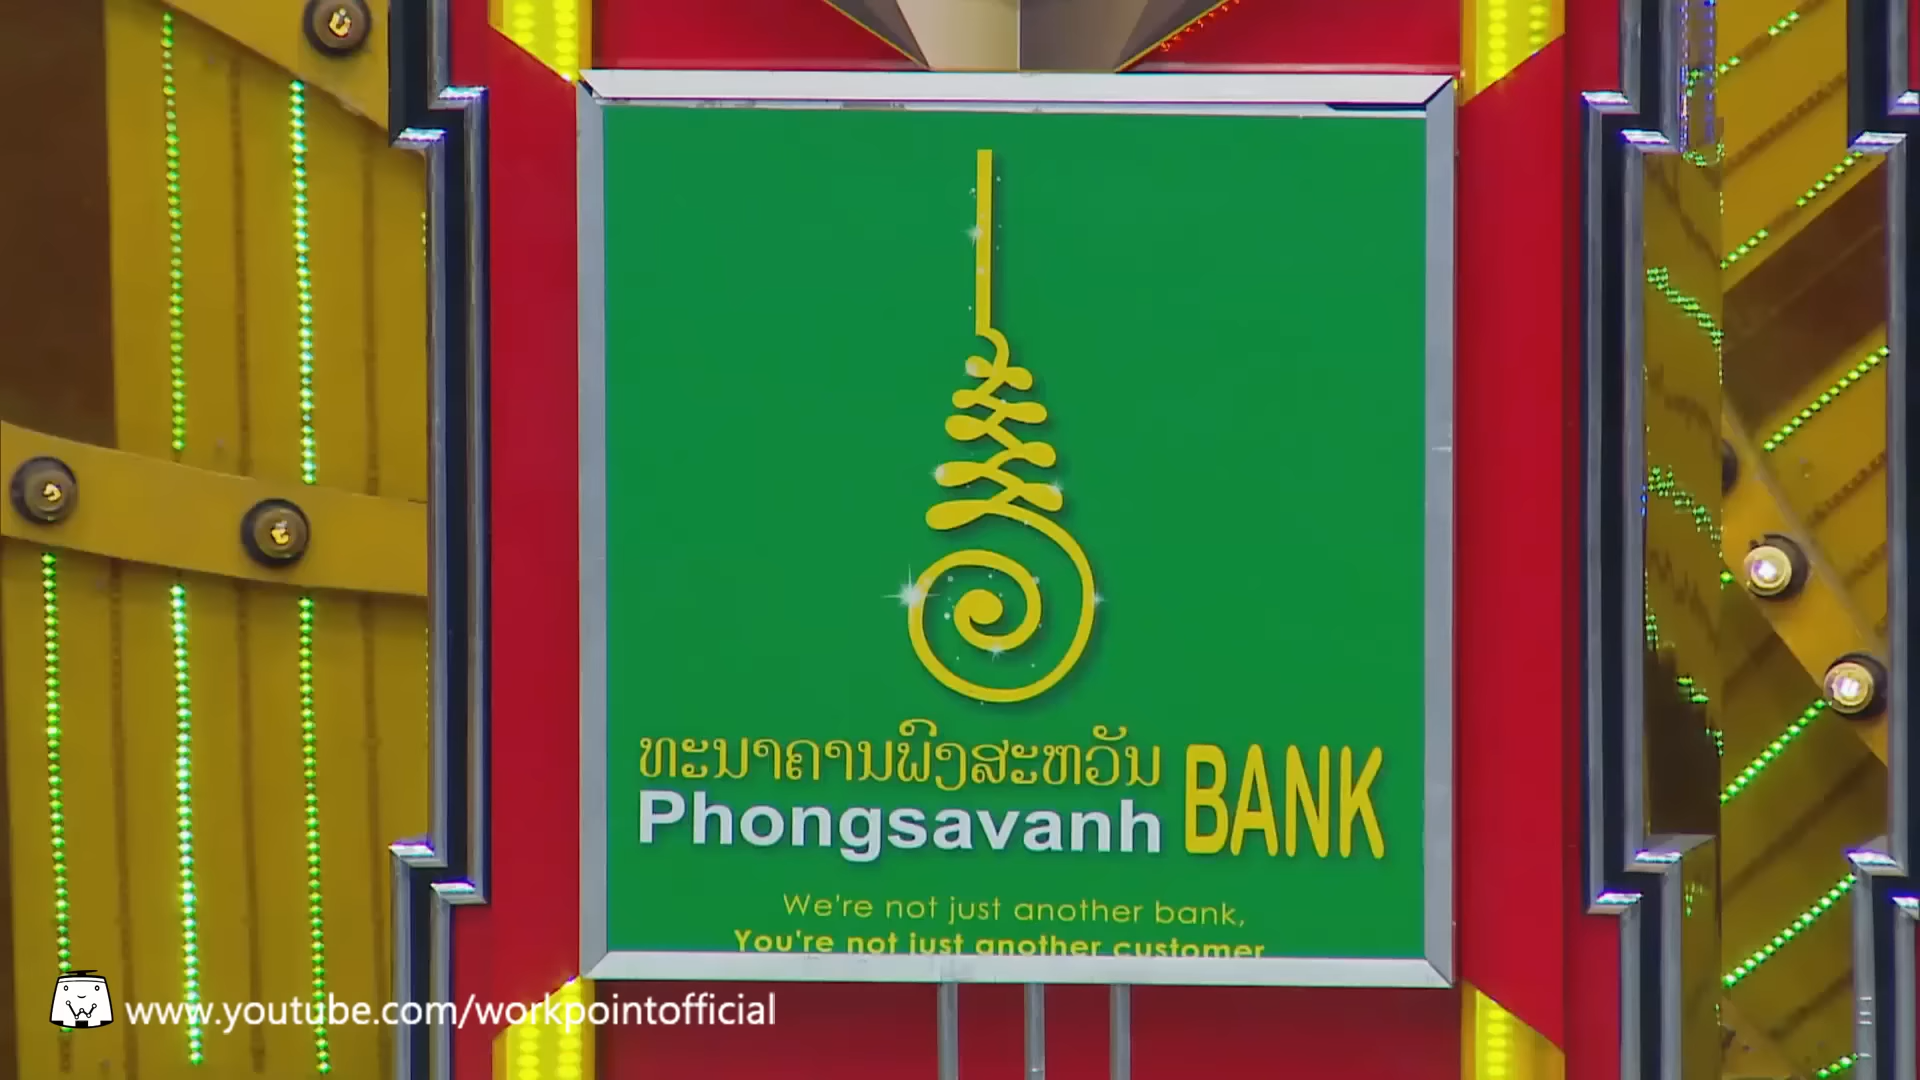 ທະນາຄານພົງສະຫວັນ
Phongsavanh BANK
We're not just another bank,
You're not just another customer
www.youtube.com/workpointofficial